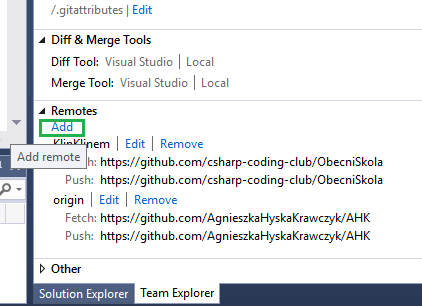 /.gitattributes | Edit
Diff & Merge Tools
Diff Tool: Visual Studio | Local
Merge Tool: Visual Studio | Local
Remotes
Add
KlinKlinem | Edit | Remove
Add remote
Fetch: https://github.com/csharp-coding-club/ObecniSkola
Push: https://github.com/csharp-coding-club/ObecniSkola
origin | Edit | Remove
Fetch: https://github.com/AgnieszkaHyskaKrawczyk/AHK
Push: https://github.com/AgnieszkaHyskaKrawczyk/AHK
Other
Solution Explorer Team Explorer